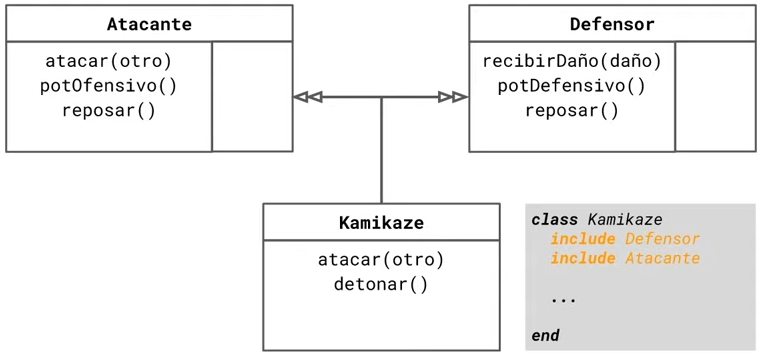 Atacante
atacar(otro)
potOfensivo()
reposar()
Defensor
recibirDaño(daño)
potDefensivo()
reposar()
Kamikaze
atacar(otro)
detonar()
class Kamikaze
include Defensor
include Atacante
...
end